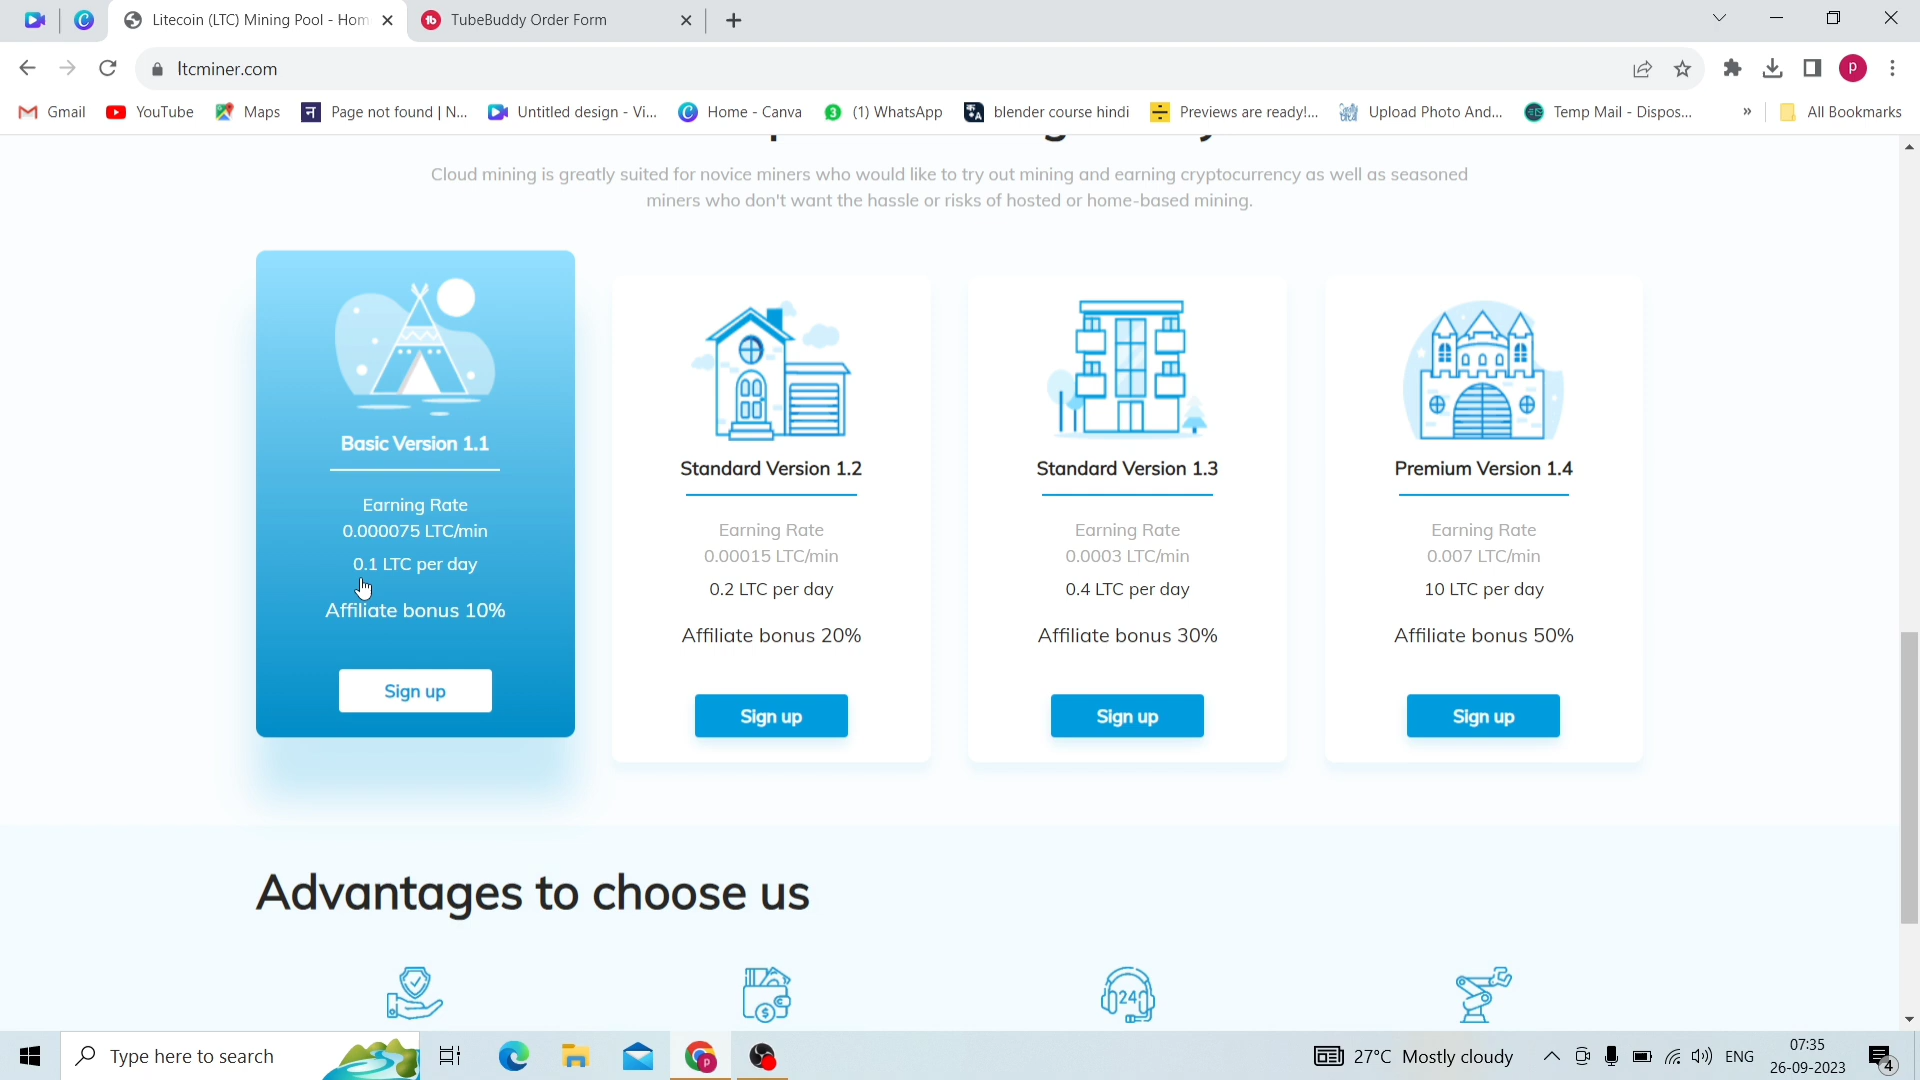 Litecoin (LTC) Mining Pool - Hom
TubeBuddy Order Form
ltcminer.com
P
Gmail
YouTube
Maps
Page not found | N...
Untitled design - Vi...
Home - Canva
(1) WhatsApp
blender course hindi
Previews are ready!...
Upload Photo And...
Temp Mail - Dispos...
»
All Bookmarks
Cloud mining is greatly suited for novice miners who would like to try out mining and earning cryptocurrency as well as seasoned
miners who don't want the hassle or risks of hosted or home-based mining.
Basic Version 1.1
Earning Rate
0.000075 LTC/min
0.1 LTC per day
Affiliate bonus 10%
Sign up
Standard Version 1.2
Earning Rate
0.00015 LTC/min
0.2 LTC per day
Affiliate bonus 20%
Sign up
Standard Version 1.3
Earning Rate
0.0003 LTC/min
0.4 LTC per day
Affiliate bonus 30%
Sign up
Premium Version 1.4
Earning Rate
0.007 LTC/min
10 LTC per day
Affiliate bonus 50%
Sign up
Advantages to choose us
24
Type here to search
27°C Mostly cloudy
ENG
07:35
26-09-2023
4